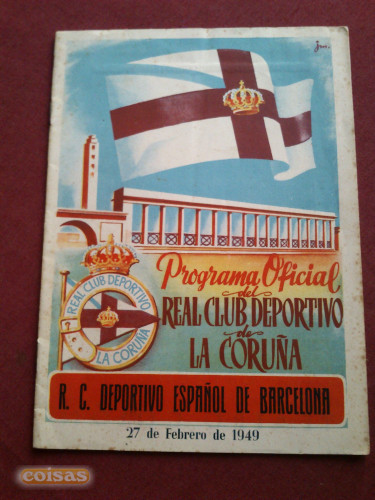 Programa Oficial
del
REAL CLUB DEPORTIVO
de
LA CORUÑA
REAL CLUB DEPORTIVO
LA CORUÑA
R. C. DEPORTIVO ESPAÑOL DE BARCELONA
27 de Febrero de 1949
coisas